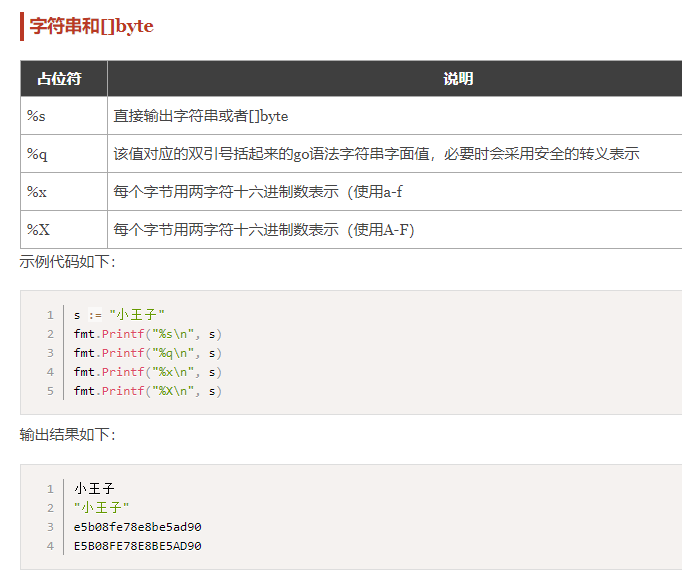 字符串和[]byte
占位符 说明
%s 直接输出字符串或者[]byte
%q 该值对应的双引号括起来的go语法字符串字面值，必要时会采用安全的转义表示
%x 每个字节用两字符十六进制数表示（使用a-f
%X 每个字节用两字符十六进制数表示（使用A-F）
示例代码如下：
1 s := "小王子"
2 fmt.Printf("%s\n", s)
3 fmt.Printf("%q\n", s)
4 fmt.Printf("%x\n", s)
5 fmt.Printf("%X\n", s)
输出结果如下：
1 小王子
2 "小王子"
3 e5b08fe78e8be5ad90
4 E5B08FE78E8BE5AD90